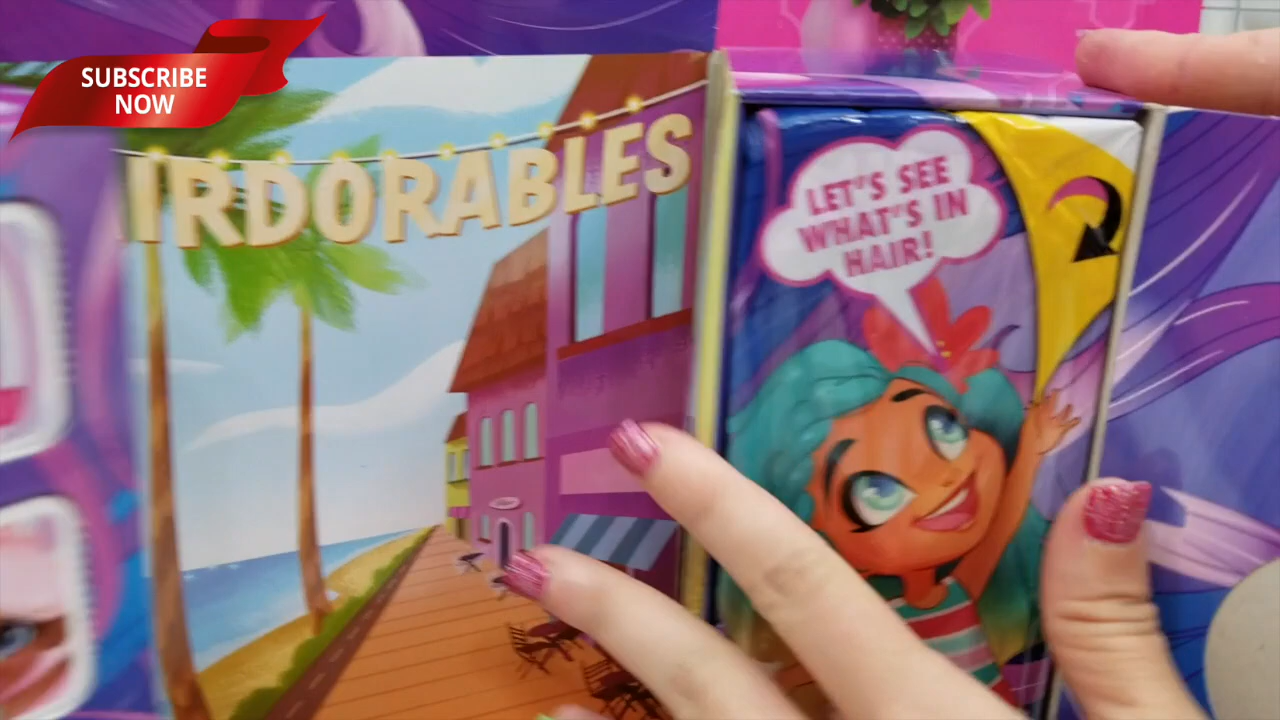 SUBSCRIBE
NOW
IRDORABLES
LET'S SEE
WHAT'S IN
HAIR!